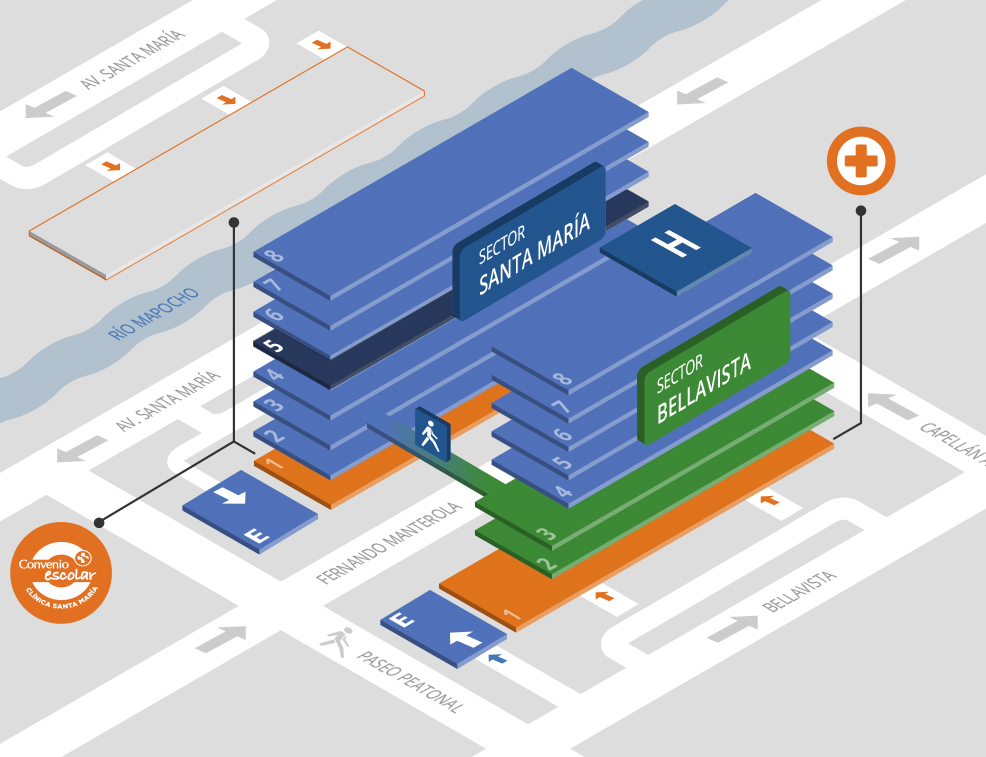 AV. SANTA MARÍA
RÍO MAPOCHO
AV. SANTA MARÍA
8
7
6
5
4
3
2
1
SECTOR
SANTA MARÍA
H
8
7
6
5
4
3
2
1
SECTOR
BELLAVISTA
CAPELLÁN
E
E
FERNANDO MANTEROLA
BELLAVISTA
PASEO PEATONAL
Convenio
escolar
CLÍNICA SANTA MARÍA